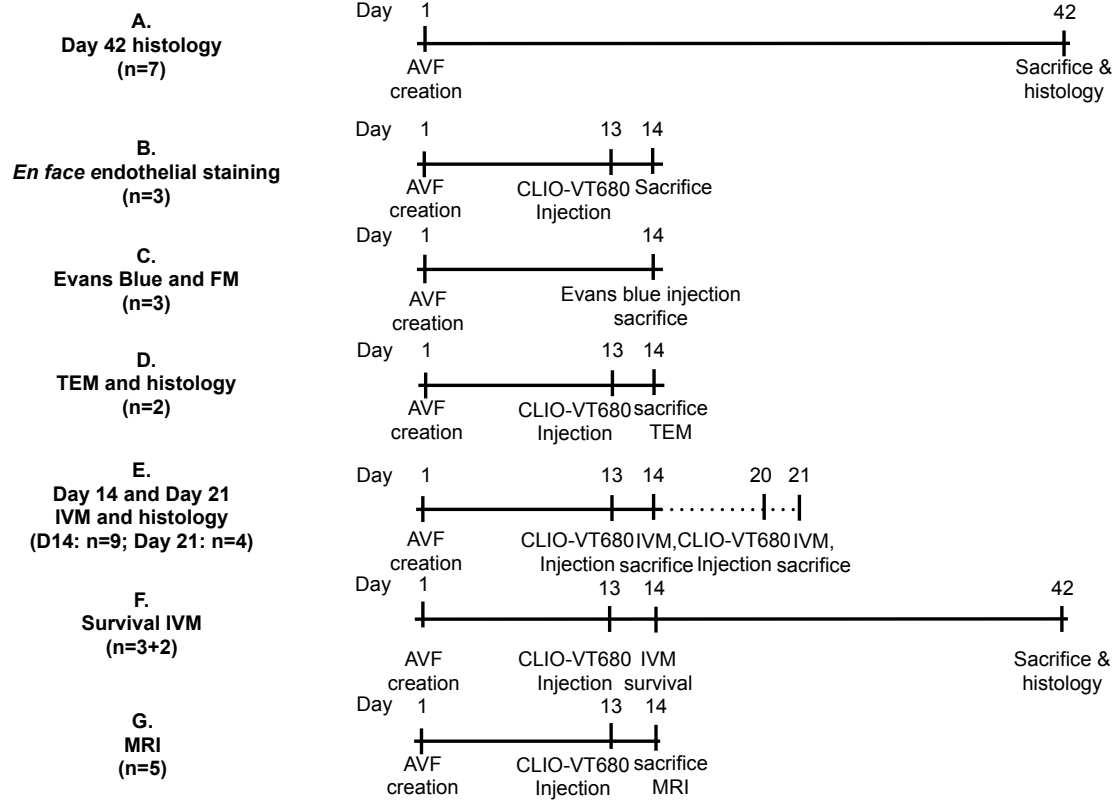 A.
Day 42 histology
(n=7)
Day 1 42
AVF
creation
Sacrifice &
histology
B.
En face endothelial staining
(n=3)
Day 1 13 14
AVF
creation
CLIO-VT680
Injection
Sacrifice
C.
Evans Blue and FM
(n=3)
Day 1 14
AVF
creation
Evans blue injection
sacrifice
D.
TEM and histology
(n=2)
Day 1 13 14
AVF
creation
CLIO-VT680
Injection
sacrifice
TEM
E.
Day 14 and Day 21
IVM and histology
(D14: n=9; Day 21: n=4)
Day 1 13 14 20 21
AVF
creation
CLIO-VT680
Injection
IVM,
sacrifice
CLIO-VT680
Injection
IVM,
sacrifice
F.
Survival IVM
(n=3+2)
Day 1 13 14 42
AVF
creation
CLIO-VT680
Injection
IVM
survival
Sacrifice &
histology
G.
MRI
(n=5)
Day 1 13 14
AVF
creation
CLIO-VT680
Injection
sacrifice
MRI